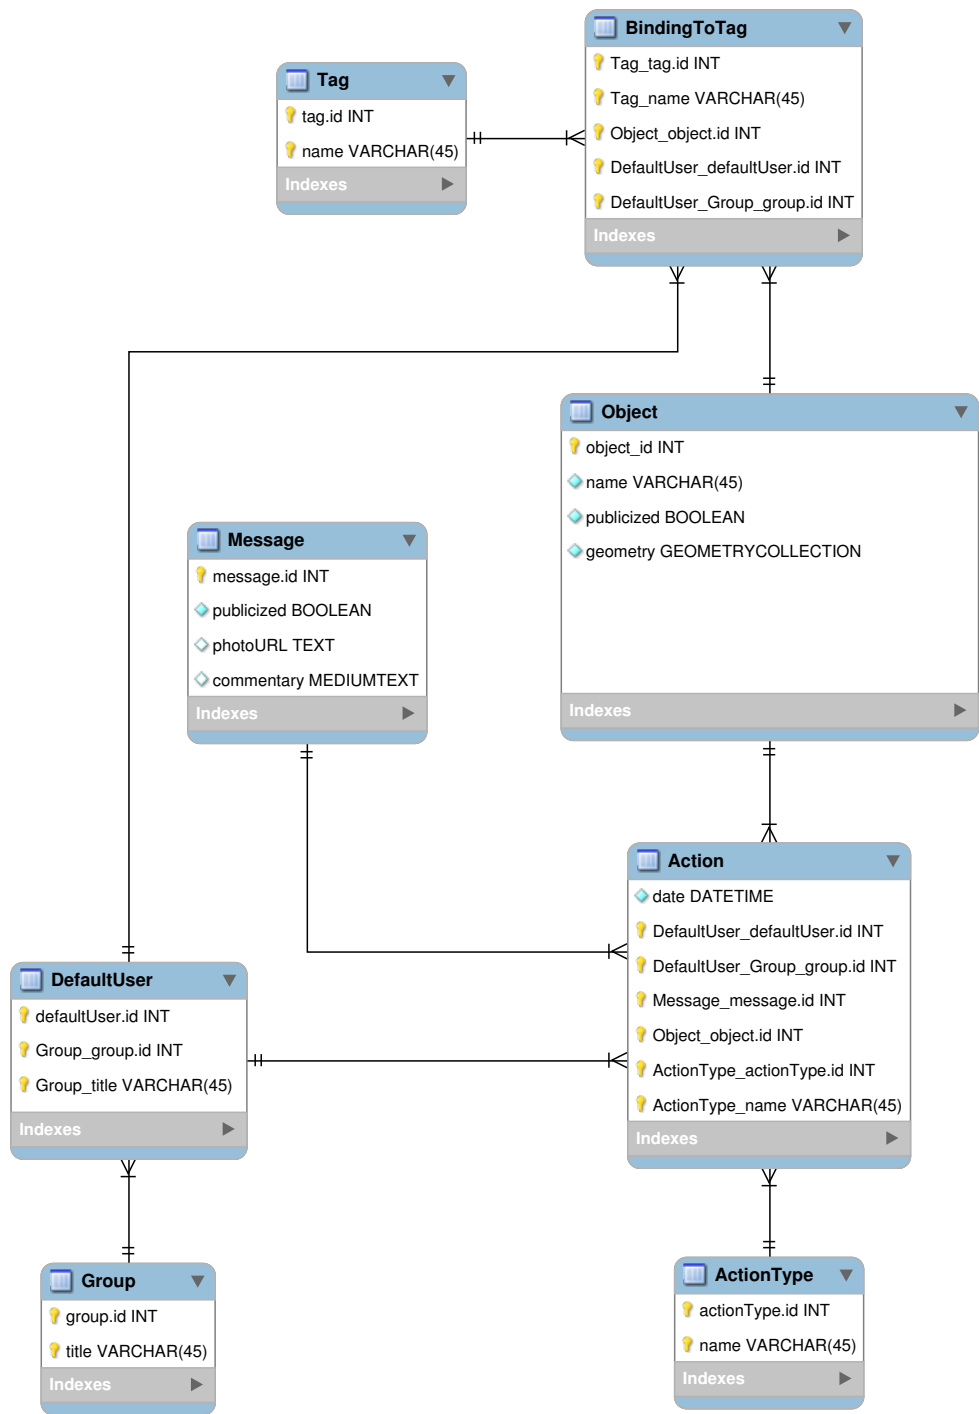 BindingToTag
Tag_tag.id INT
Tag_name VARCHAR(45)
Object_object.id INT
DefaultUser_defaultUser.id INT
DefaultUser_Group_group.id INT
Indexes
Tag
tag.id INT
name VARCHAR(45)
Indexes
Object
object_id INT
name VARCHAR(45)
publicized BOOLEAN
geometry GEOMETRYCOLLECTION
Indexes
Message
message.id INT
publicized BOOLEAN
photoURL TEXT
commentary MEDIUMTEXT
Indexes
Action
date DATETIME
DefaultUser_defaultUser.id INT
DefaultUser_Group_group.id INT
Message_message.id INT
Object_object.id INT
ActionType_actionType.id INT
ActionType_name VARCHAR(45)
Indexes
DefaultUser
defaultUser.id INT
Group_group.id INT
Group_title VARCHAR(45)
Indexes
Group
group.id INT
title VARCHAR(45)
Indexes
ActionType
actionType.id INT
name VARCHAR(45)
Indexes